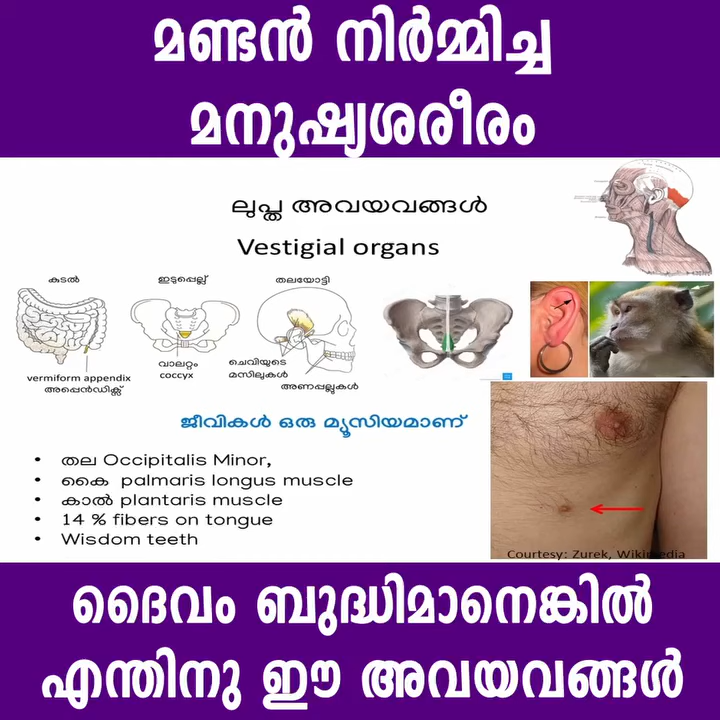 മണ്ടൻ നിർമ്മിച്ച
മനുഷ്യശരീരം
ലുപ്ത അവയവങ്ങൾ
Vestigial organs
കുടൽ
ഇടുപ്പെല്ല്
തലയോട്ടി
vermiform appendix
അപ്പെൻഡിക്സ്
വാലറ്റം
coccyx
ചെവിയുടെ
മസിലുകൾ
അണപ്പല്ലുകൾ
ജീവികൾ ഒരു മ്യൂസിയമാണ്
• തല Occipitalis Minor,
• കൈ palmaris longus muscle
• കാൽ plantaris muscle
• 14 % fibers on tongue
• Wisdom teeth
Courtesy: Zurek, Wikimedia
ദൈവം ബുദ്ധിമാനെങ്കിൽ
എന്തിനു ഈ അവയവങ്ങൾ